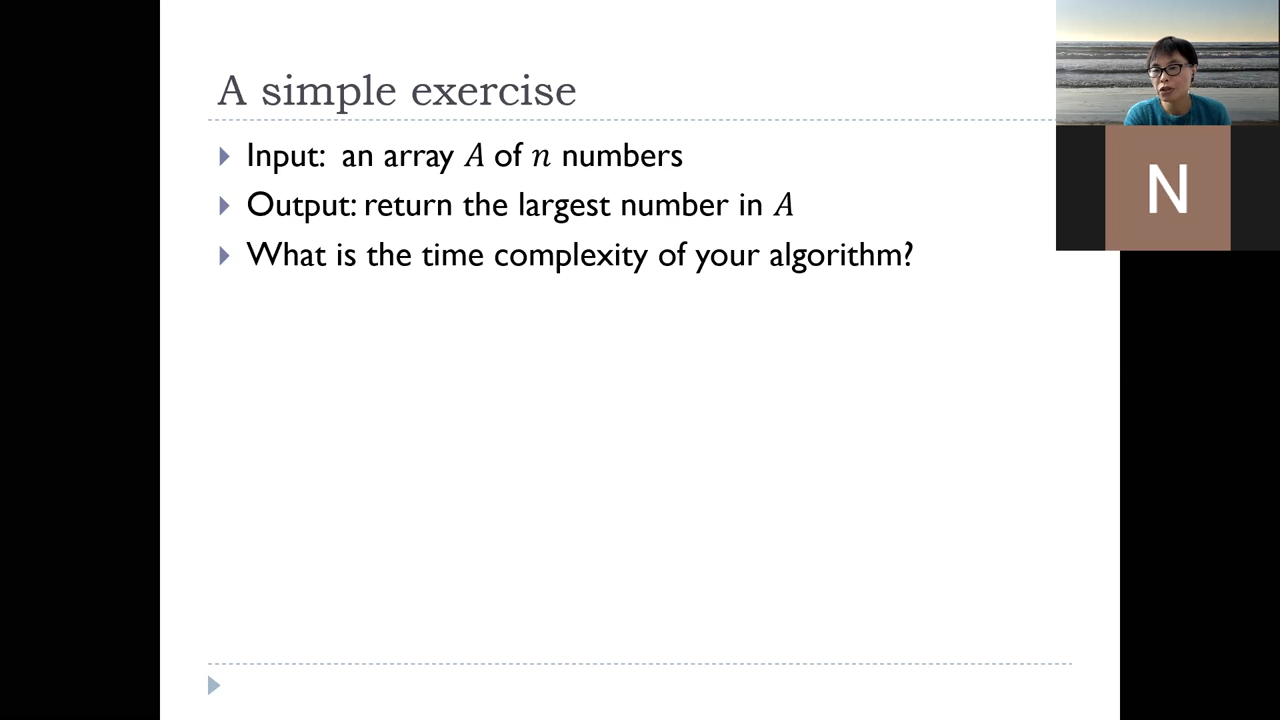 A simple exercise
Input: an array A of n numbers
Output: return the largest number in A
What is the time complexity of your algorithm?
N